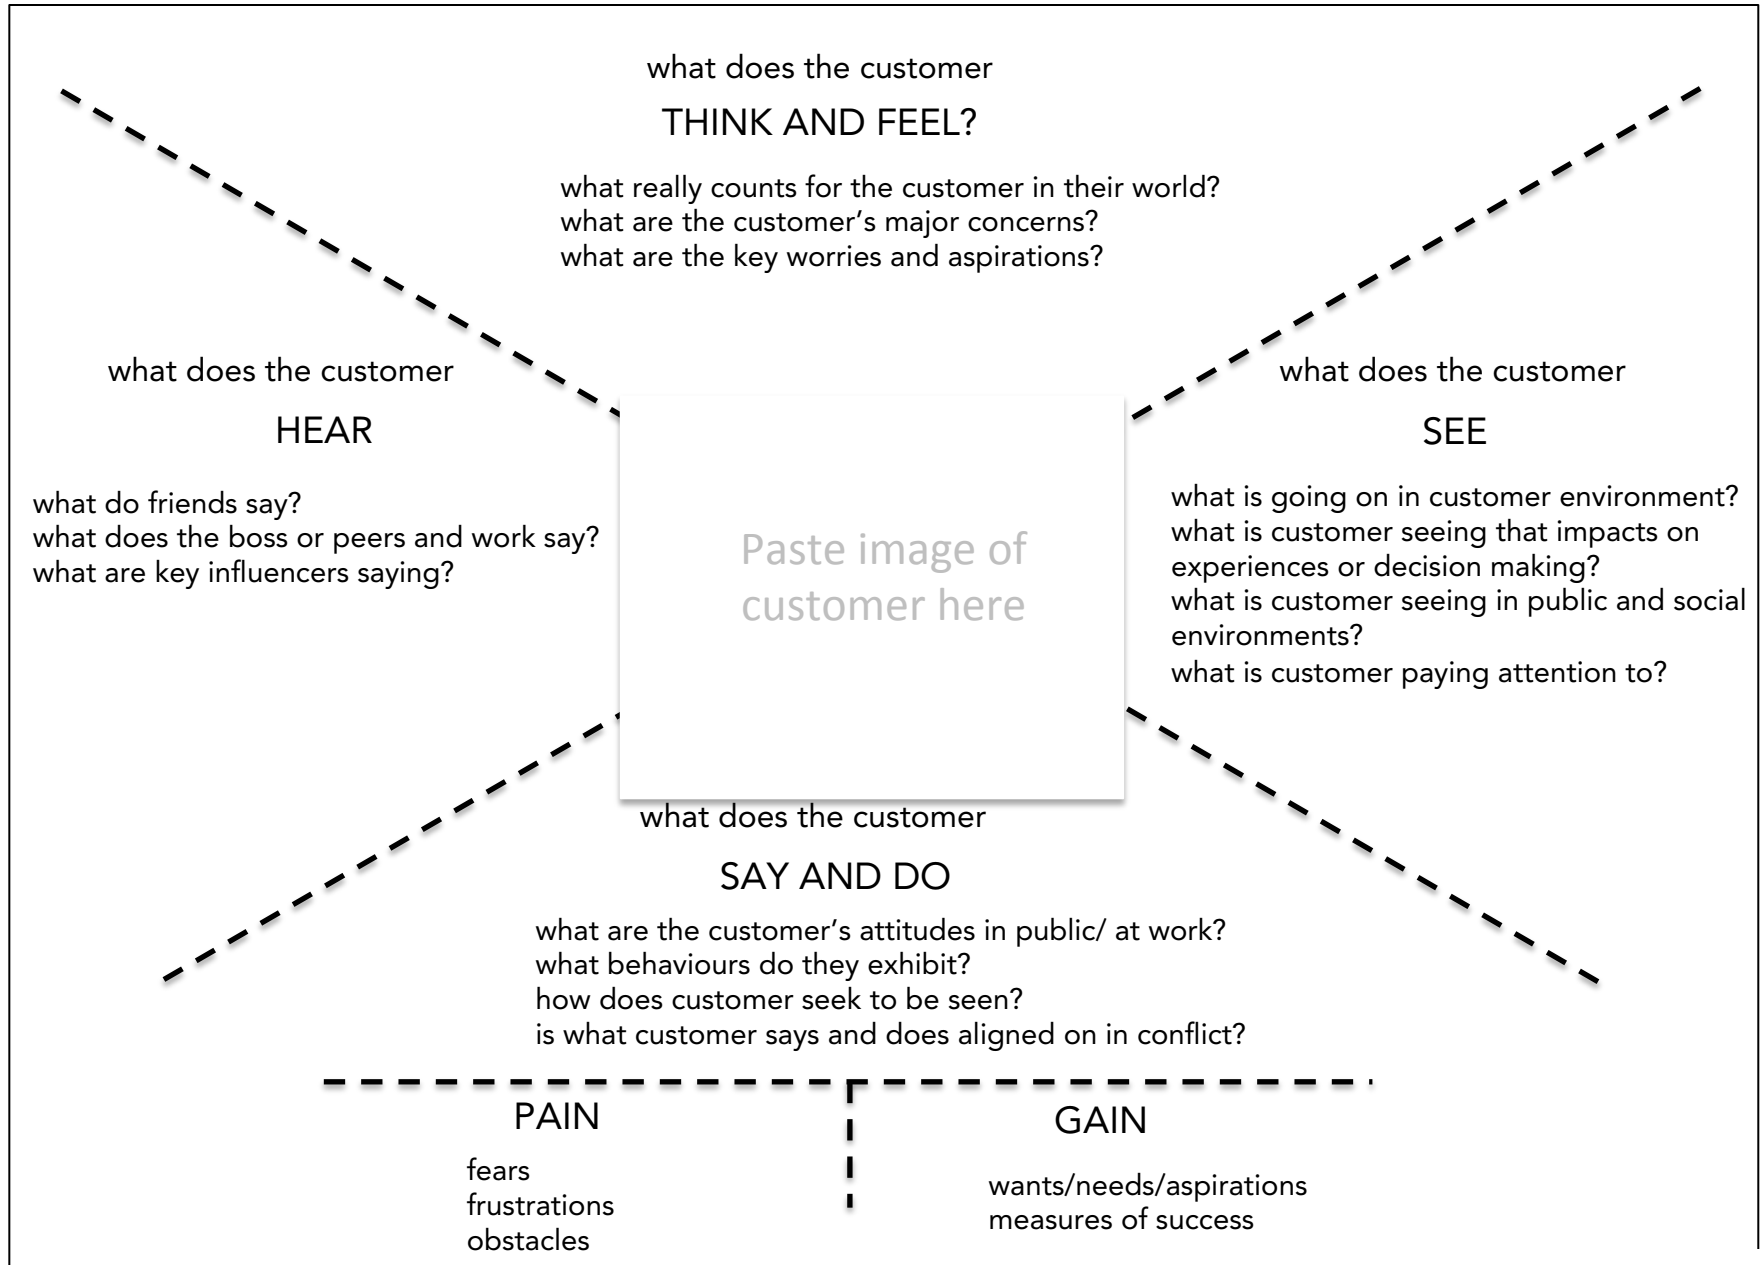 what does the customer
THINK AND FEEL?
what really counts for the customer in their world?
what are the customer’s major concerns?
what are the key worries and aspirations?
what does the customer
HEAR
what do friends say?
what does the boss or peers and work say?
what are key influencers saying?
Paste image of
customer here
what does the customer
SEE
what is going on in customer environment?
what is customer seeing that impacts on
experiences or decision making?
what is customer seeing in public and social
environments?
what is customer paying attention to?
what does the customer
SAY AND DO
what are the customer’s attitudes in public/ at work?
what behaviours do they exhibit?
how does customer seek to be seen?
is what customer says and does aligned on in conflict?
PAIN
fears
frustrations
obstacles
GAIN
wants/needs/aspirations
measures of success